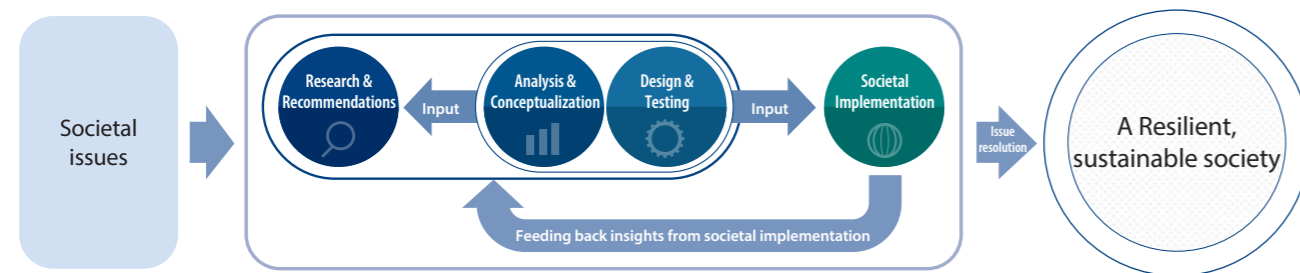 Societal
issues
Research &
Recommendations
Input
Analysis &
Conceptualization
Design &
Testing
Input
Societal
Implementation
Feeding back insights from societal implementation
Issue
resolution
A Resilient,
sustainable society